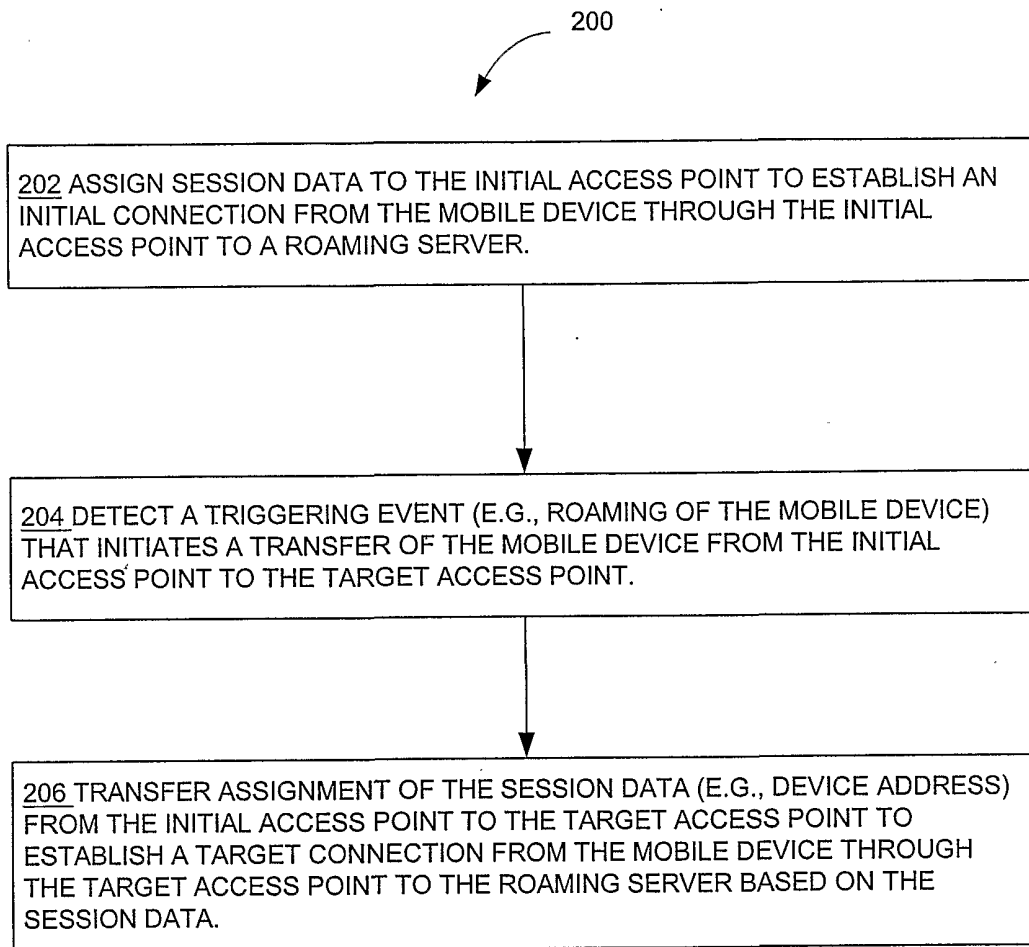 200
202 ASSIGN SESSION DATA TO THE INITIAL ACCESS POINT TO ESTABLISH AN
INITIAL CONNECTION FROM THE MOBILE DEVICE THROUGH THE INITIAL
ACCESS POINT TO A ROAMING SERVER.
204 DETECT A TRIGGERING EVENT (E.G., ROAMING OF THE MOBILE DEVICE)
THAT INITIATES A TRANSFER OF THE MOBILE DEVICE FROM THE INITIAL
ACCESS POINT TO THE TARGET ACCESS POINT.
206 TRANSFER ASSIGNMENT OF THE SESSION DATA (E.G., DEVICE ADDRESS)
FROM THE INITIAL ACCESS POINT TO THE TARGET ACCESS POINT TO
ESTABLISH A TARGET CONNECTION FROM THE MOBILE DEVICE THROUGH
THE TARGET ACCESS POINT TO THE ROAMING SERVER BASED ON THE
SESSION DATA.